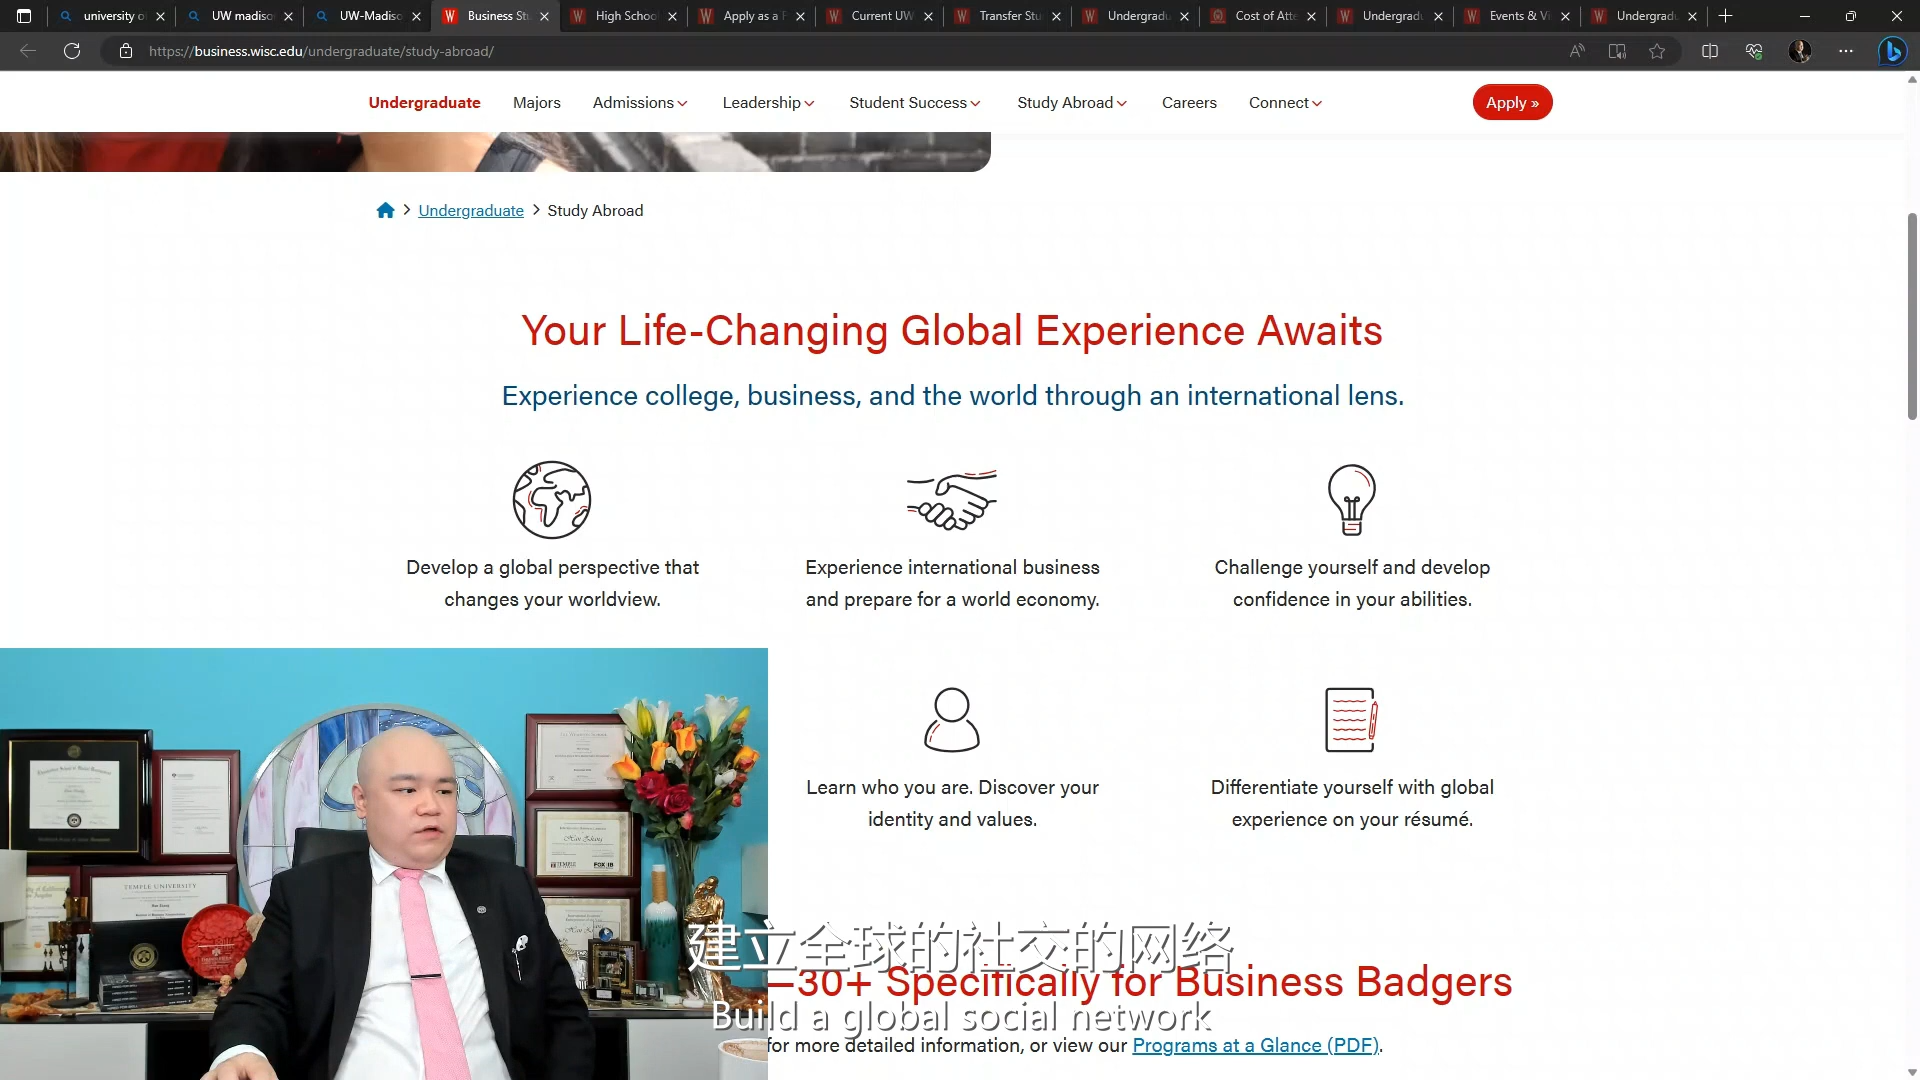 university o
UW madiso
UW-Madiso
Business Stu
High School
Apply as a F
Current UW
Transfer Stu
Undergradu
Cost of Atte
Undergradu
Events & Vi
Undergradu
https://business.wisc.edu/undergraduate/study-abroad/
Undergraduate
Majors
Admissions
Leadership
Student Success
Study Abroad
Careers
Connect
Apply »
Undergraduate
Study Abroad
Your Life-Changing Global Experience Awaits
Experience college, business, and the world through an international lens.
Develop a global perspective that
changes your worldview.
Experience international business
and prepare for a world economy.
Challenge yourself and develop
confidence in your abilities.
Learn who you are. Discover your
identity and values.
Differentiate yourself with global
experience on your résumé.
TEMPLE UNIVERSITY
建立全球的社交的网络
–30+ Specifically for Business Badgers
Build a global social network
for more detailed information, or view our Programs at a Glance (PDF).